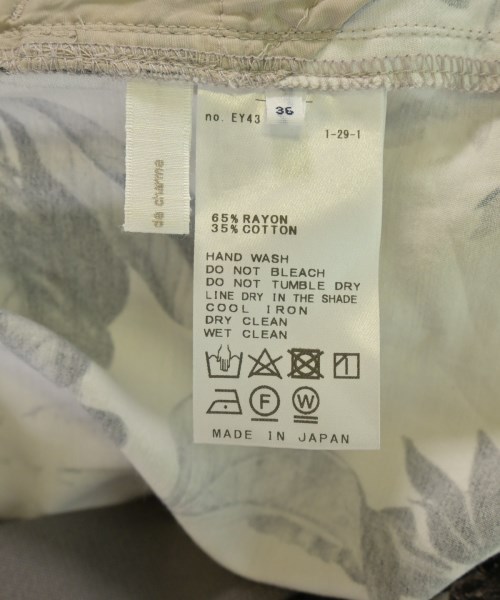 36
no. EY43
1-29-1
de charme
65% RAYON
35% COTTON
HAND WASH
DO NOT BLEACH
DO NOT TUMBLE DRY
LINE DRY IN THE SHADE
COOL IRON
DRY CLEAN
WET CLEAN
F
W
MADE IN JAPAN